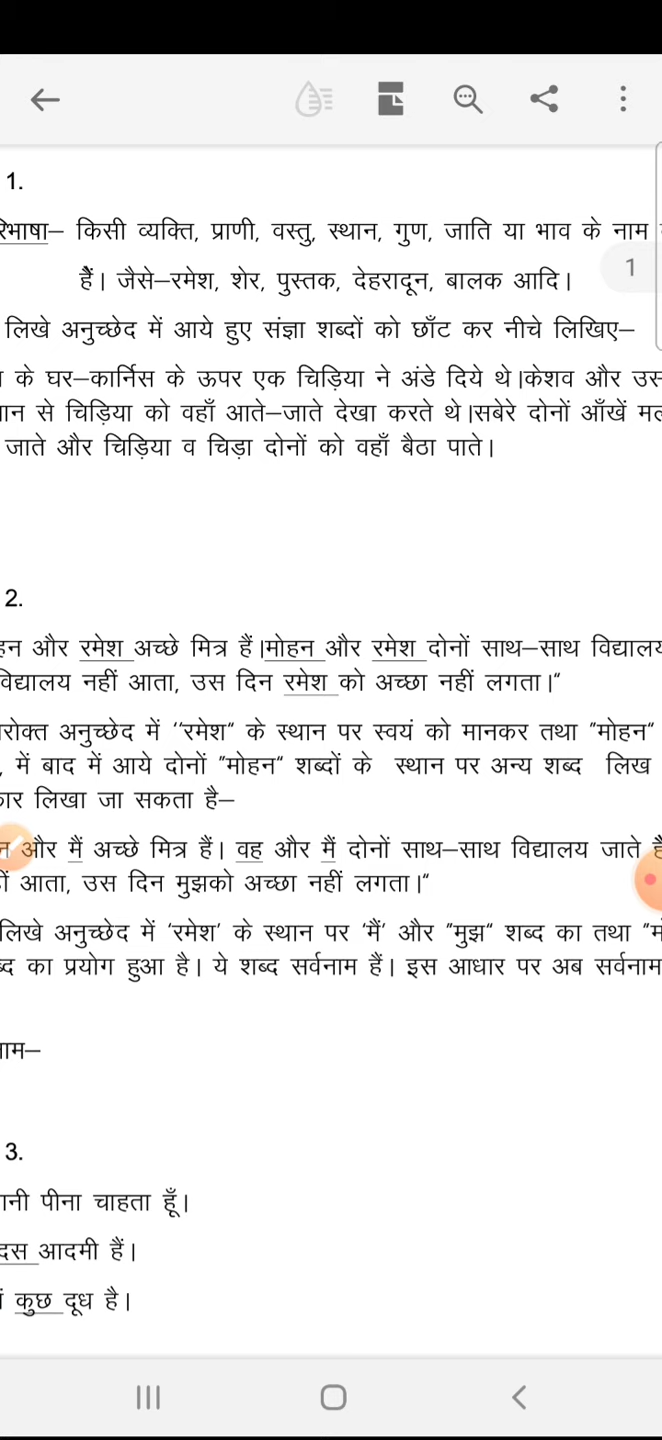 1.
रिभाषा– किसी व्यक्ति, प्राणी, वस्तु, स्थान, गुण, जाति या भाव के नाम
1
हैं। जैसे–रमेश, शेर, पुस्तक, देहरादून, बालक आदि।
लिखे अनुच्छेद में आये हुए संज्ञा शब्दों को छाँट कर नीचे लिखिए–
के घर–कार्निस के ऊपर एक चिड़िया ने अंडे दिये थे।केशव और उस
से चिड़िया को वहाँ आते–जाते देखा करते थे।सबेरे दोनों आँखें
जाते और चिड़िया व चिड़ा दोनों को वहाँ बैठा पाते।
2.
और रमेश अच्छे मित्र हैं।मोहन और रमेश दोनों साथ–साथ विद्यालय
विद्यालय नहीं आता, उस दिन रमेश को अच्छा नहीं लगता।"
अनुच्छेद में ''रमेश" के स्थान पर स्वयं को मानकर तथा "मोहन"
, में बाद में आये दोनों "मोहन" शब्दों के स्थान पर अन्य शब्द लिख
लिखा जा सकता है–
और मैं अच्छे मित्र हैं। वह और मैं दोनों साथ–साथ विद्यालय जाते
आता, उस दिन मुझको अच्छा नहीं लगता।"
लिखे अनुच्छेद में 'रमेश' के स्थान पर 'मैं' और "मुझ" शब्द का तथा
का प्रयोग हुआ है। ये शब्द सर्वनाम हैं। इस आधार पर अब सर्वनाम
नाम–
3.
पीना चाहता हूँ।
दस आदमी हैं।
कुछ दूध है।